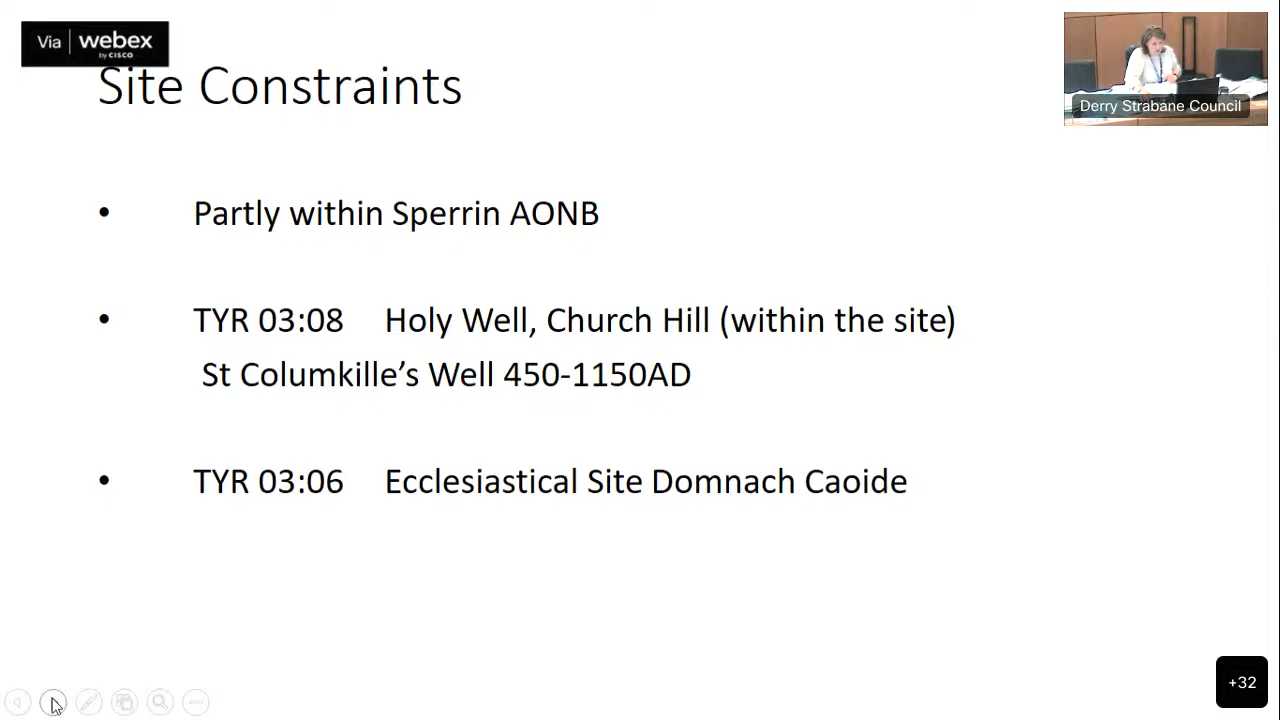 Via webex
by CISCO
Site Constraints
Derry Strabane Council
• Partly within Sperrin AONB
• TYR 03:08 Holy Well, Church Hill (within the site)
St Columkille’s Well 450-1150AD
• TYR 03:06 Ecclesiastical Site Domnach Caoide
+32